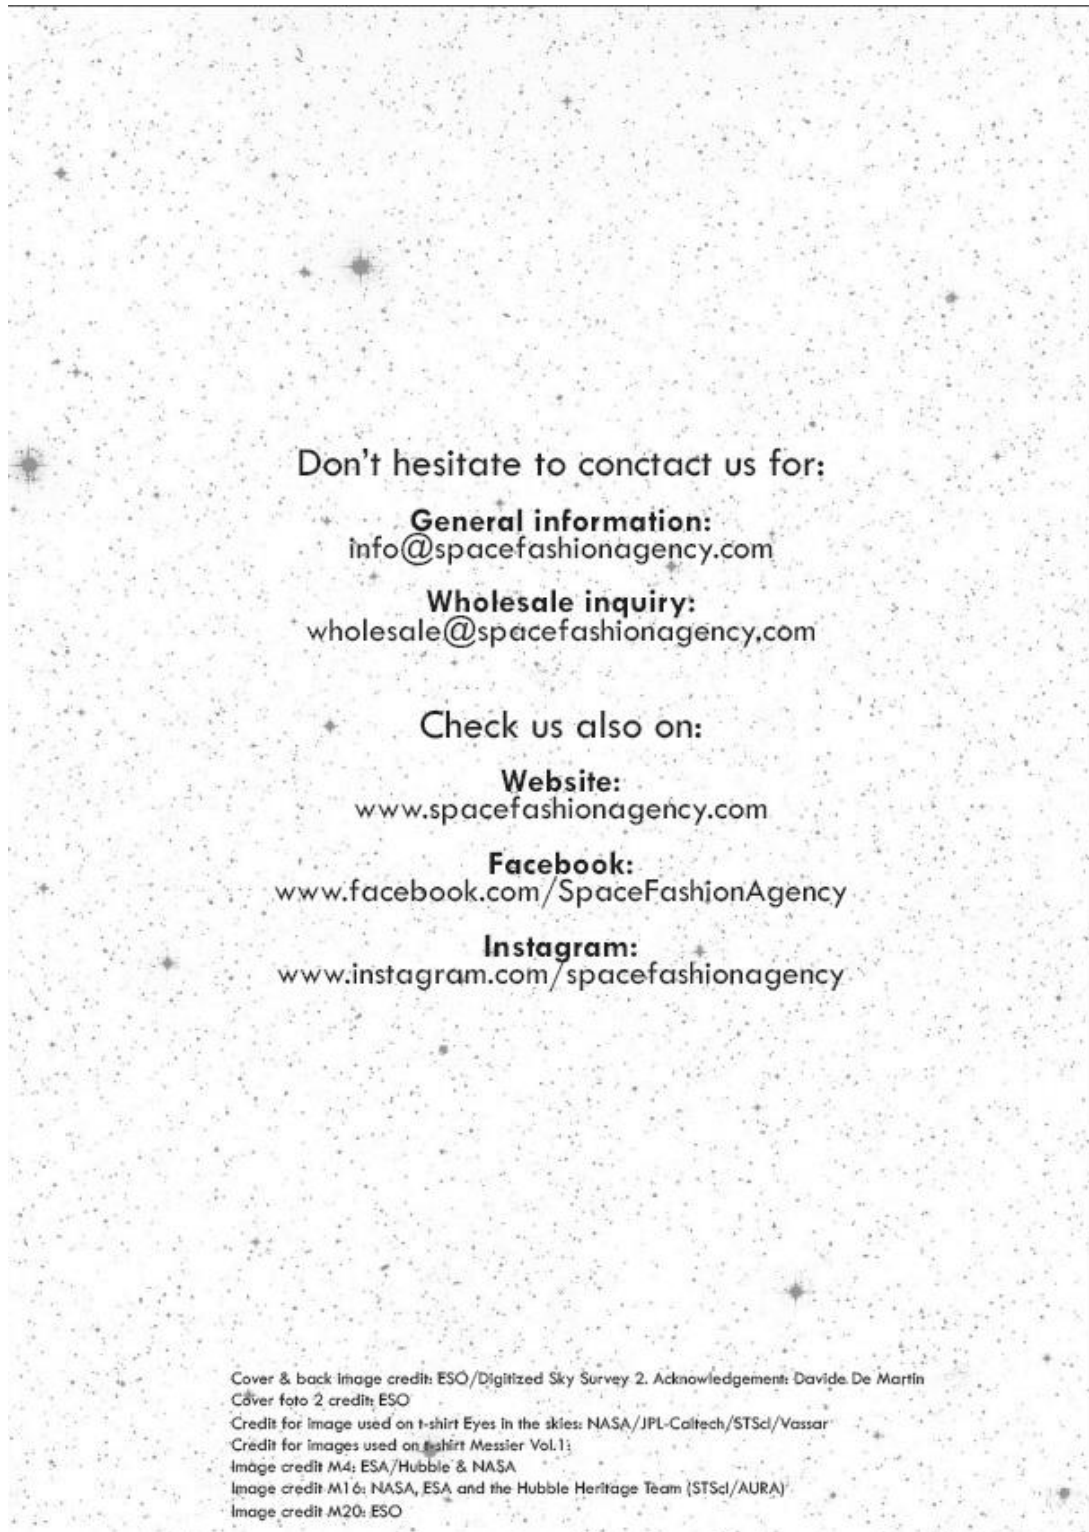 Don't hesitate to conctact us for:
General information:
info@spacefashionagency.com
Wholesale inquiry:
wholesale@spacefashionagency.com
Check us also on:
Website:
www.spacefashionagency.com
Facebook:
www.facebook.com/SpaceFashionAgency
Instagram:
www.instagram.com/spacefashionagency
Cover & back image credit: ESO/Digitized Sky Survey 2. Acknowledgement: Davide De Martin
Cover foto 2 credit: ESO
Credit for image used on t-shirt Eyes in the skies: NASA/JPL-Caltech/STScI/Vassar
Credit for images used on t-shirt Messier Vol.1:
Image credit M4: ESA/Hubble & NASA
Image credit M16: NASA, ESA and the Hubble Heritage Team (STScI/AURA)
Image credit M20: ESO